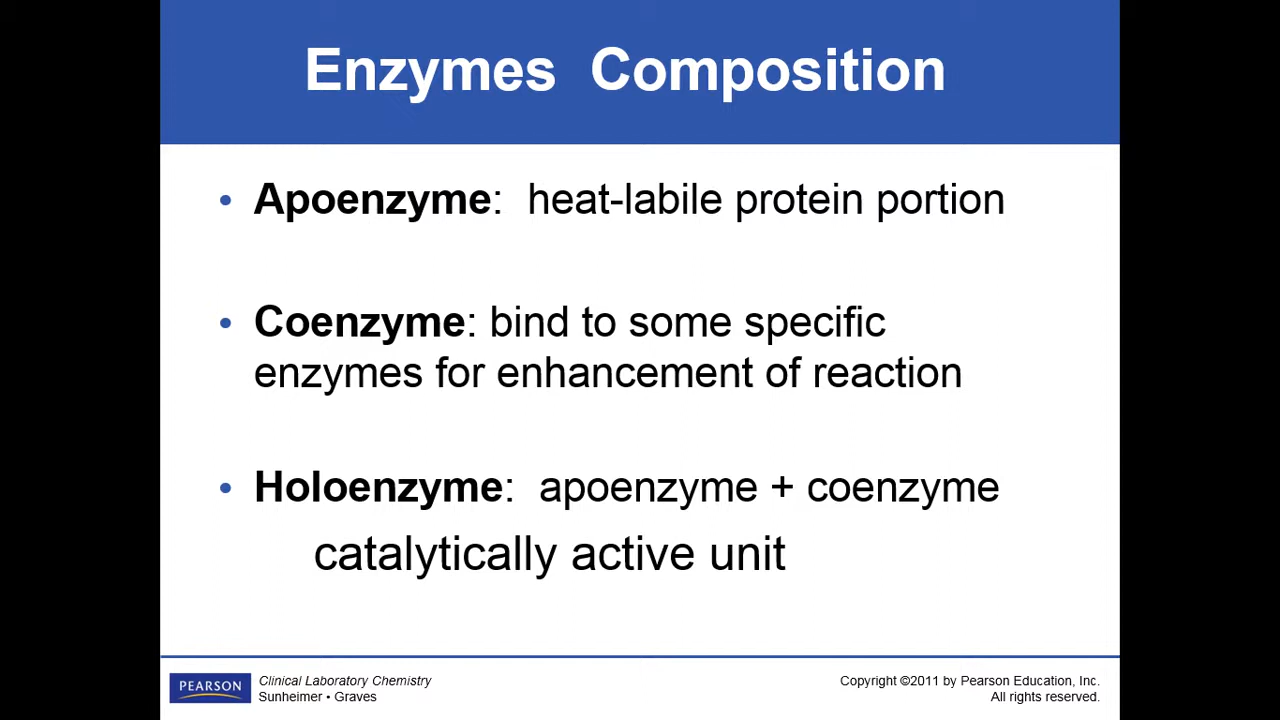 Enzymes Composition
• Apoenzyme: heat-labile protein portion
• Coenzyme: bind to some specific
enzymes for enhancement of reaction
• Holoenzyme: apoenzyme + coenzyme
catalytically active unit
PEARSON
Clinical Laboratory Chemistry
Sunheimer • Graves
Copyright ©2011 by Pearson Education, Inc.
All rights reserved.